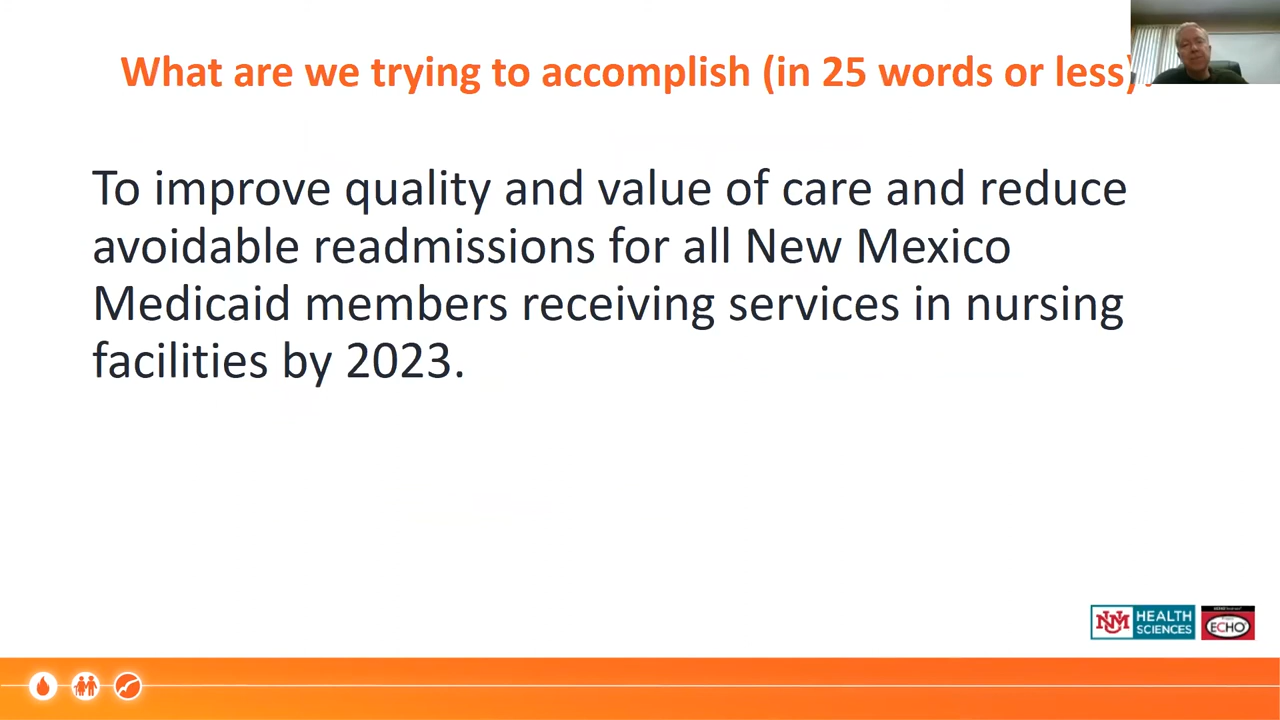 What are we trying to accomplish (in 25 words or less)
To improve quality and value of care and reduce
avoidable readmissions for all New Mexico
Medicaid members receiving services in nursing
facilities by 2023.
UNM HEALTH
SCIENCES
ECHO